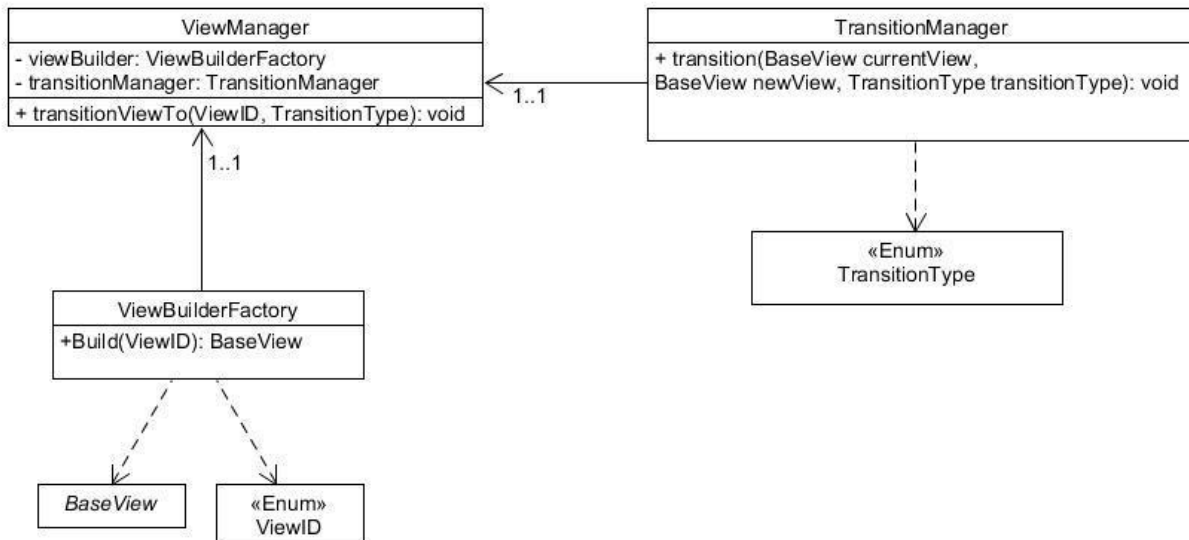 ViewManager
- viewBuilder: ViewBuilderFactory
- transitionManager: TransitionManager
+ transitionViewTo(ViewID, TransitionType): void
TransitionManager
+ transition(BaseView currentView,
BaseView newView, TransitionType transitionType): void
1..1
1..1
«Enum»
TransitionType
ViewBuilderFactory
+Build(ViewID): BaseView
BaseView
«Enum»
ViewID